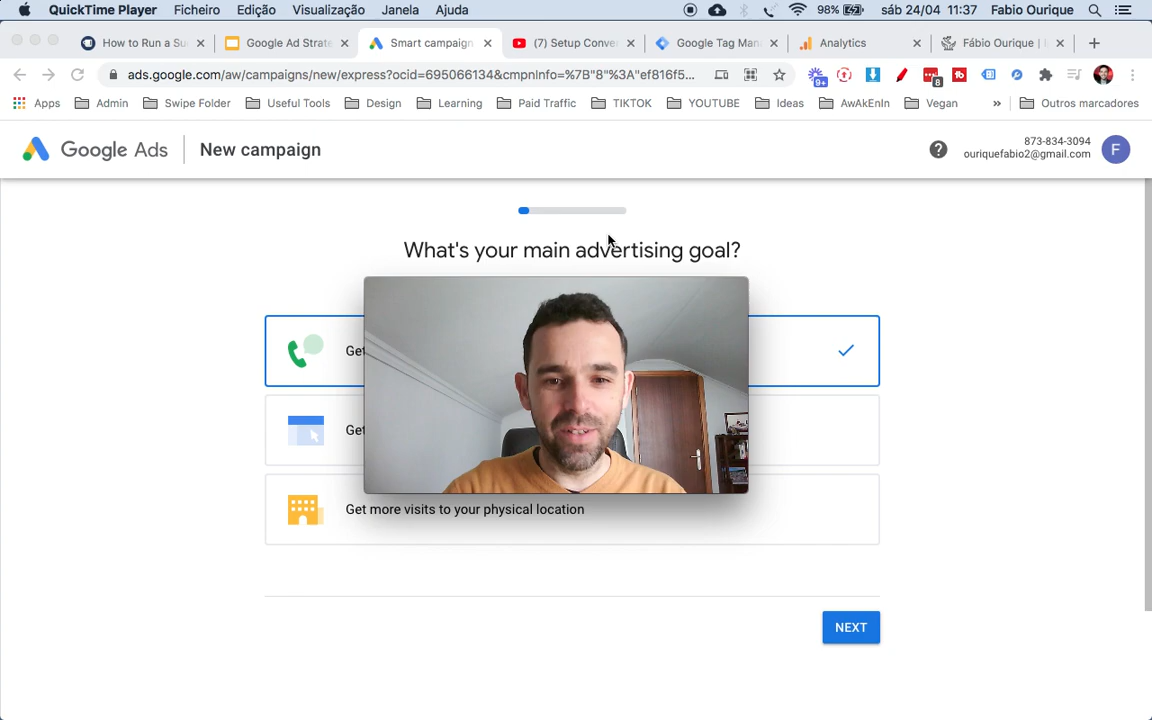 QuickTime Player Ficheiro Edição Visualização Janela Ajuda 98% sáb 24/04 11:37 Fabio Ourique
How to Run a Su Google Ad Strate Smart campaign (7) Setup Conve Google Tag Man Analytics Fábio Ourique |
ads.google.com/aw/campaigns/new/express?ocid=695066134&cmpnInfo=%7B"8"%3A"ef816f5... 9+ 8
Apps Admin Swipe Folder Useful Tools Design Learning Paid Traffic TIKTOK YOUTUBE Ideas AwAkEnIn Vegan » Outros marcadores
Google Ads New campaign
873-834-3094
ouriquefabio2@gmail.com
F
What's your main advertising goal?
Get
Get
Get more visits to your physical location
NEXT